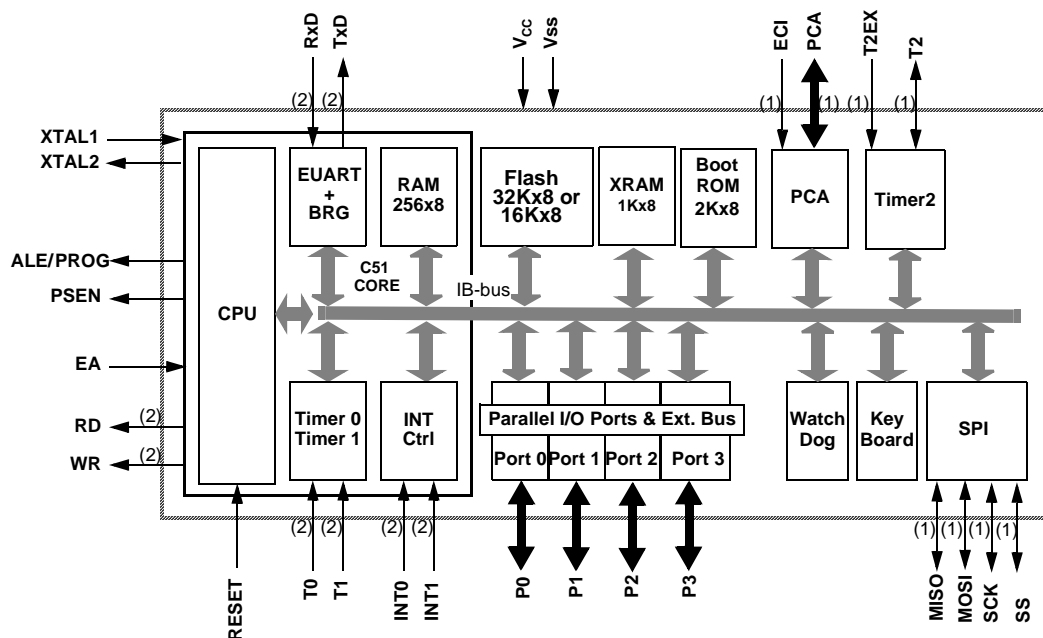 RxD
TxD
VCC
Vss
ECI
PCA
T2EX
T2
(2)
(2)
(1)
(1)
(1)
(1)
XTAL1
XTAL2
ALE/PROG
PSEN
EA
RD
(2)
WR
(2)
CPU
EUART
+
BRG
RAM
256x8
C51
CORE
IB-bus
Flash
32Kx8 or
16Kx8
XRAM
1Kx8
Boot
ROM
2Kx8
PCA
Timer2
Timer 0
Timer 1
INT
Ctrl
Parallel I/O Ports & Ext. Bus
Port 0
Port 1
Port 2
Port 3
Watch
Dog
Key
Board
SPI
(2)
(2)
(2)
(2)
(1)
(1)
(1)
(1)
RESET
T0
T1
INT0
INT1
P0
P1
P2
P3
MISO
MOSI
SCK
SS